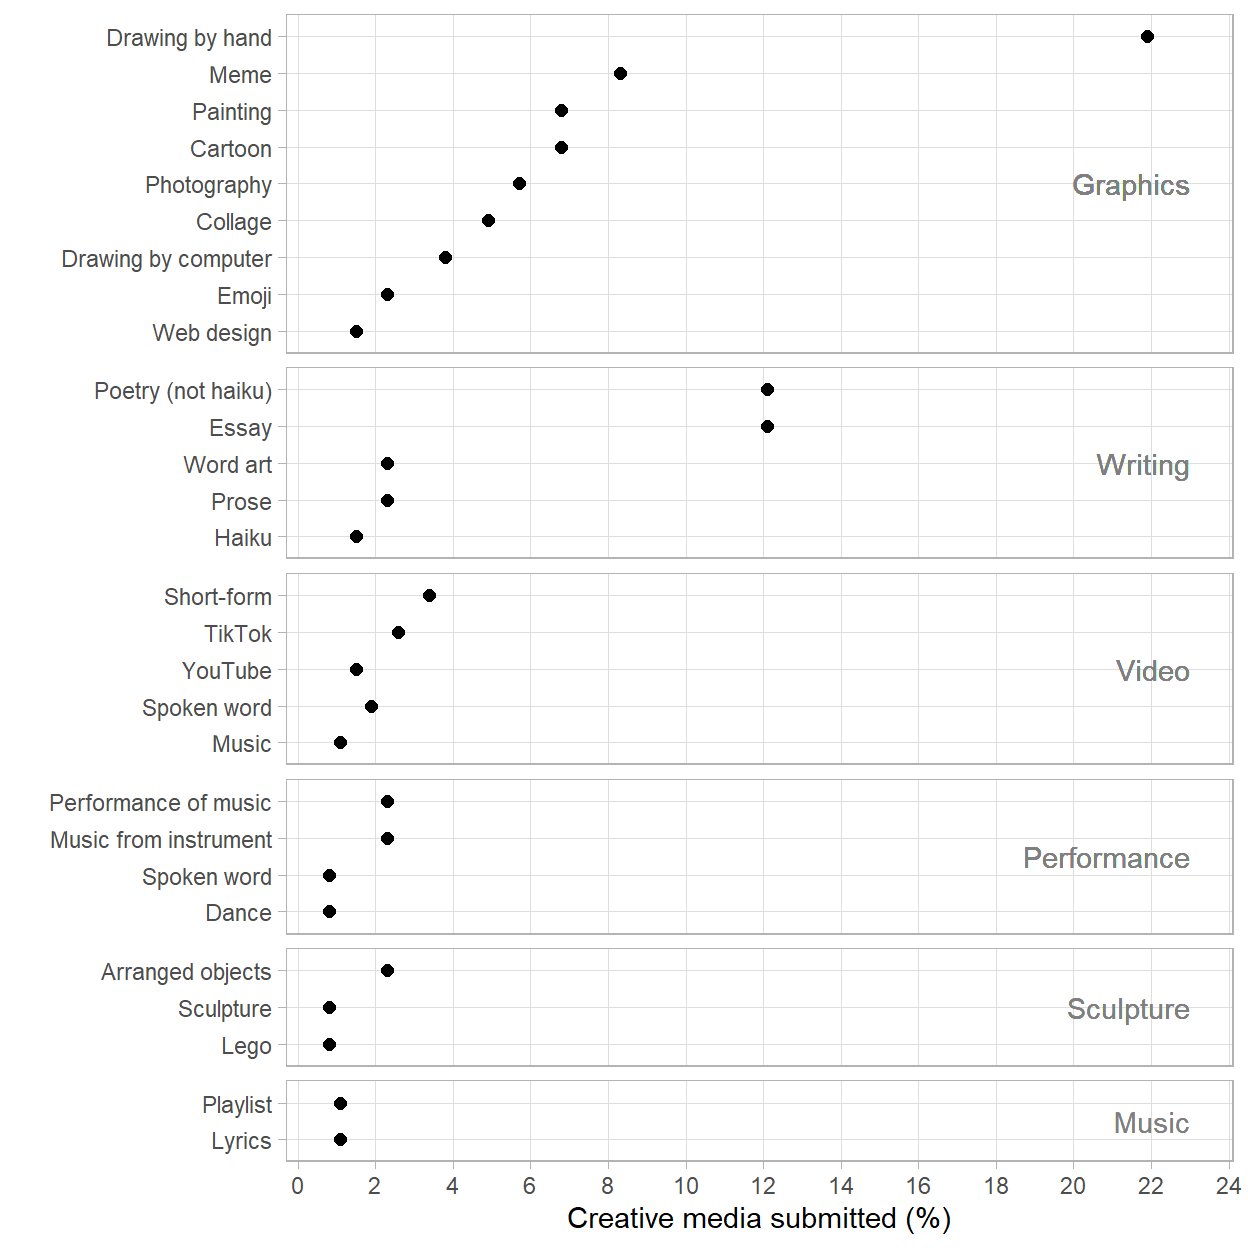 Drawing by hand
Meme
Painting
Cartoon
Photography
Graphics
Collage
Drawing by computer
Emoji
Web design
Poetry (not haiku)
Essay
Word art
Writing
Prose
Haiku
Short-form
TikTok
YouTube
Video
Spoken word
Music
Performance of music
Music from instrument
Performance
Spoken word
Dance
Arranged objects
Sculpture
Sculpture
Lego
Playlist
Music
Lyrics
0 2 4 6 8 10 12 14 16 18 20 22 24
Creative media submitted (%)